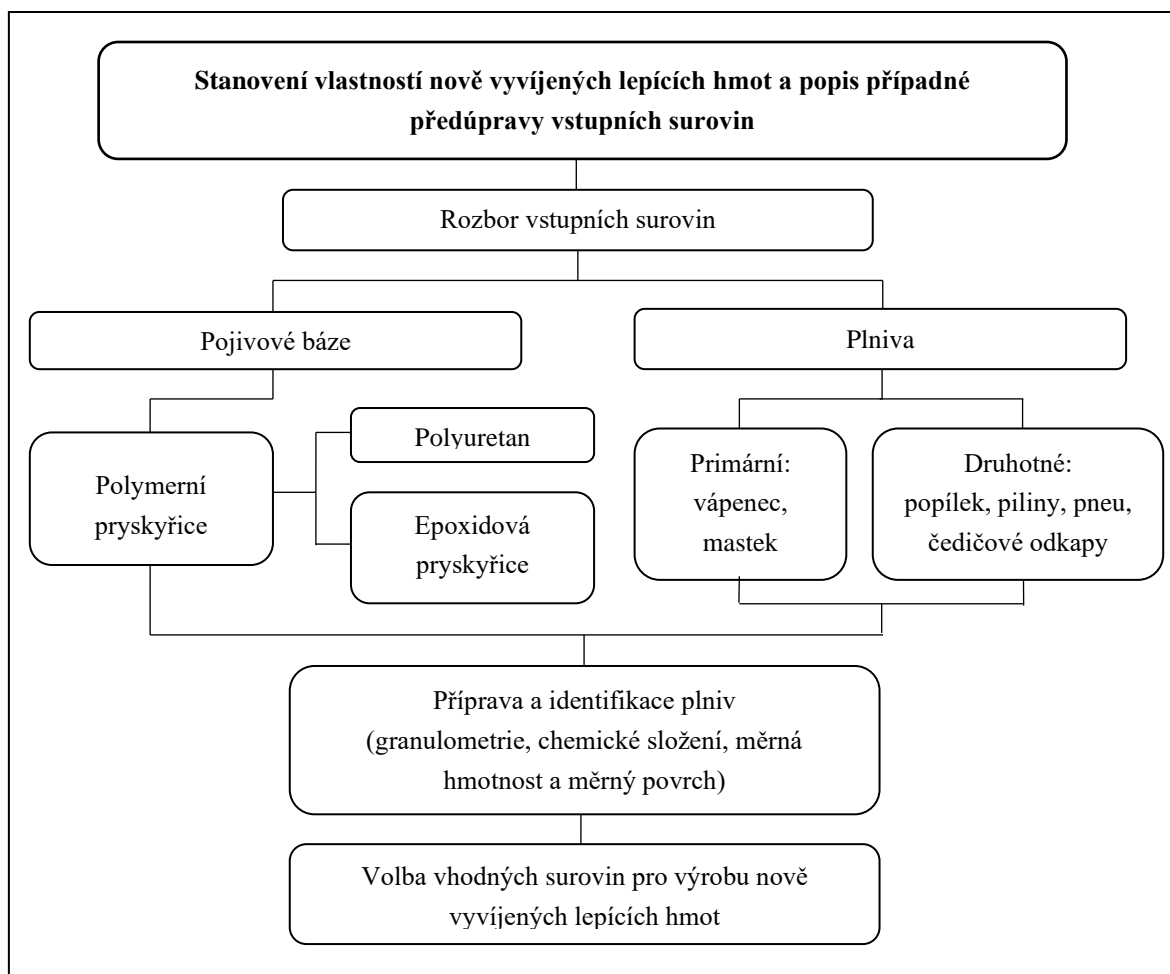 Stanovení vlastností nově vyvíjených lepících hmot a popis případné
předúpravy vstupních surovin
Rozbor vstupních surovin
Pojivové báze
Plniva
Polymerní
pryskyřice
Polyuretan
Epoxidová
pryskyřice
Primární:
vápenec,
mastek
Druhotné:
popílek, piliny, pneu,
čedičové odkapy
Příprava a identifikace plniv
(granulometrie, chemické složení, měrná
hmotnost a měrný povrch)
Volba vhodných surovin pro výrobu nově
vyvíjených lepících hmot